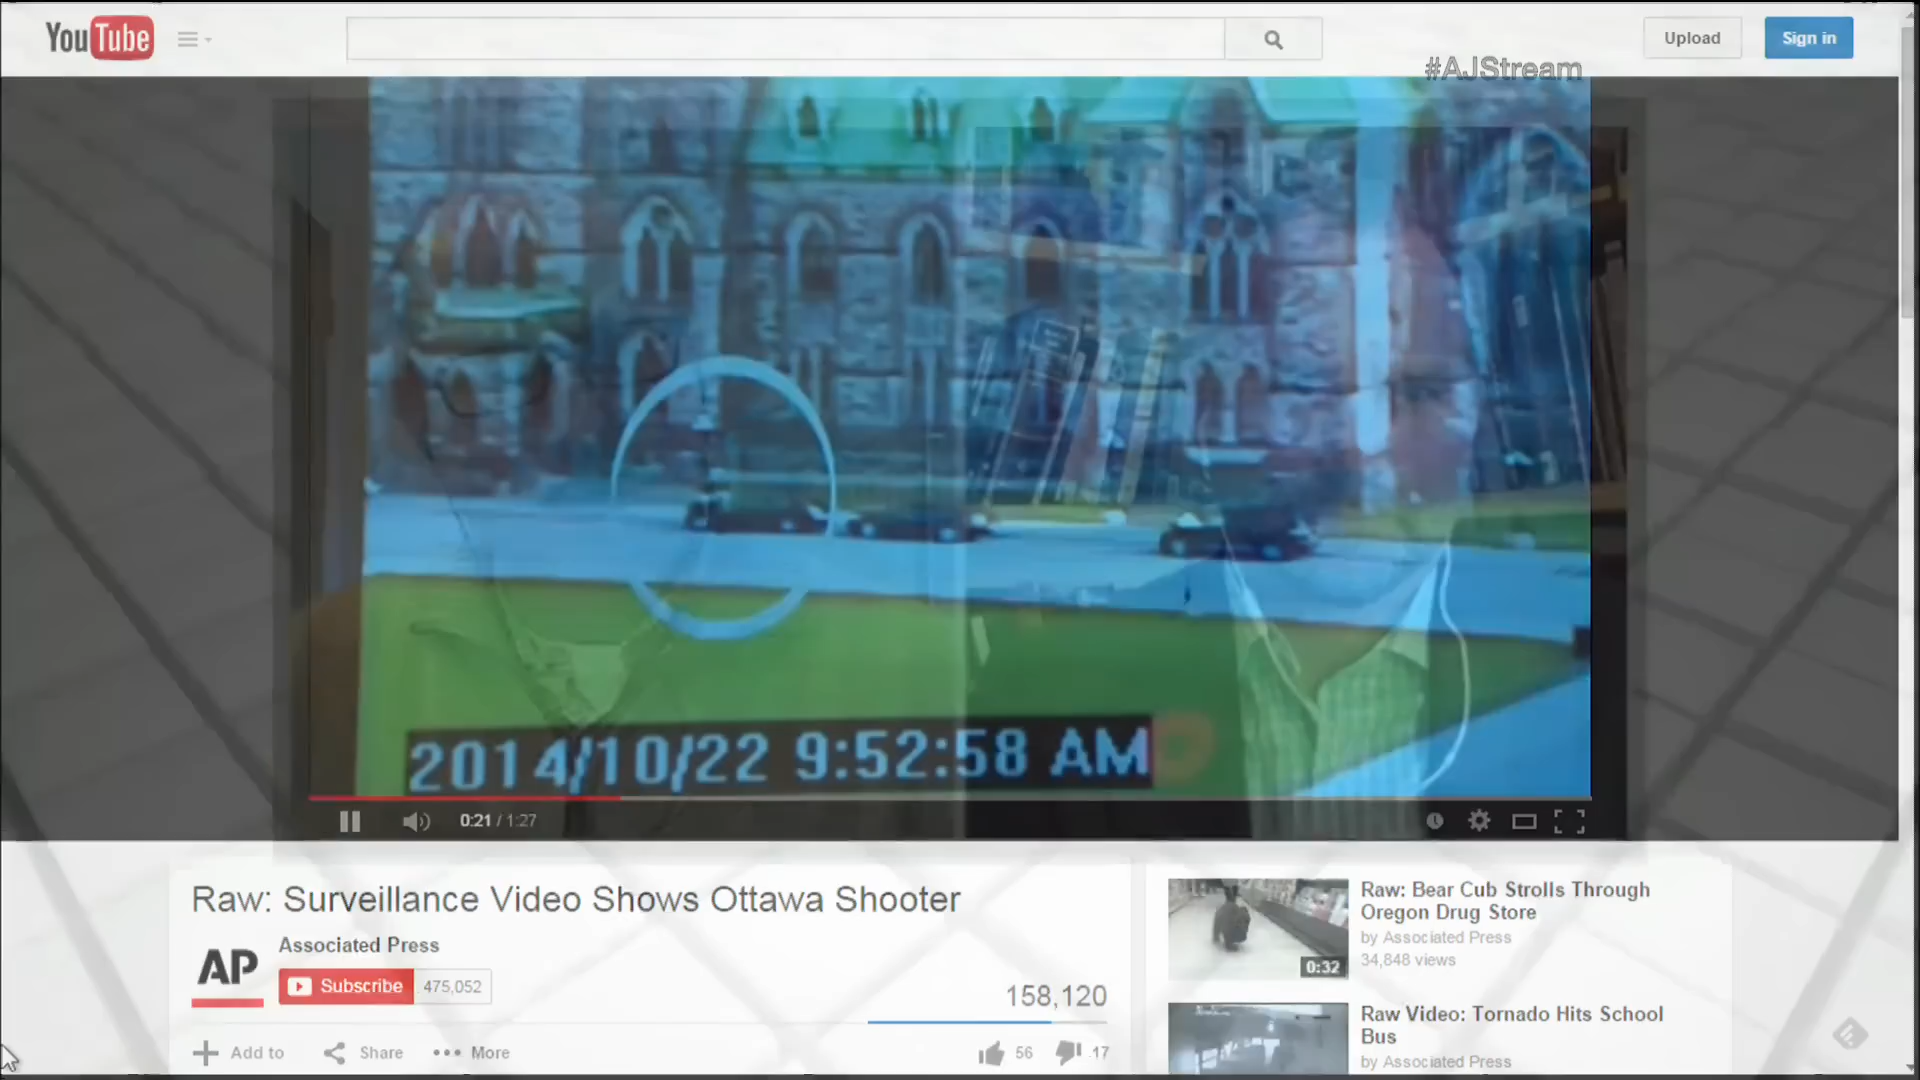 YouTube
Upload
Sign in
#AJStream
2014/10/22 9:52:58 AM
0:21 / 1:27
Raw: Surveillance Video Shows Ottawa Shooter
AP
Associated Press
Subscribe 475,052
158,120
Add to
Share
More
56
17
0:32
Raw: Bear Cub Strolls Through
Oregon Drug Store
by Associated Press
34,848 views
Raw Video: Tornado Hits School
Bus
by Associated Press